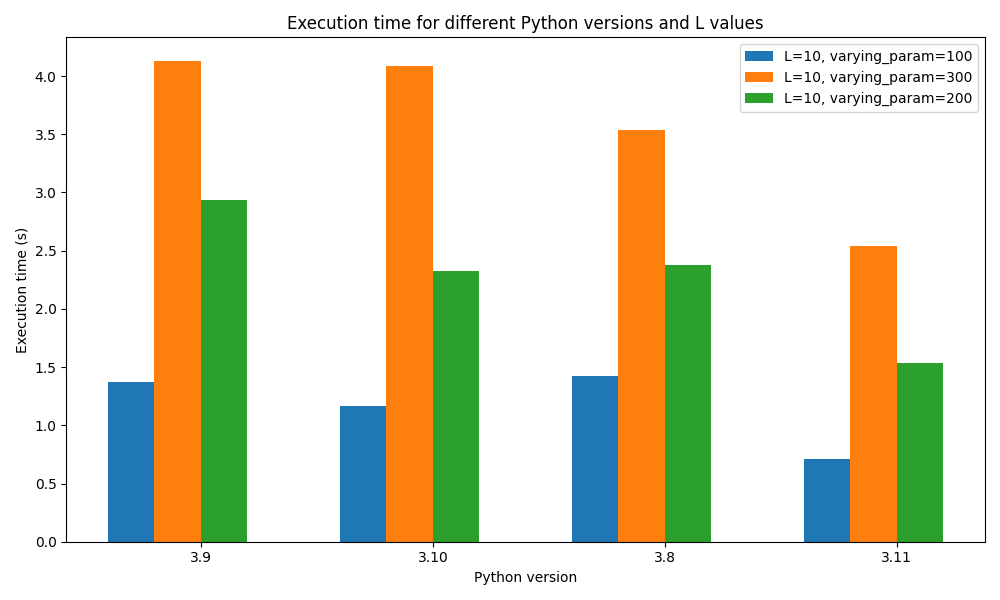 Execution time for different Python versions and L values
L=10, varying_param=100
L=10, varying_param=300
L=10, varying_param=200
Execution time (s)
4.0
3.5
3.0
2.5
2.0
1.5
1.0
0.5
0.0
3.9 3.10 3.8 3.11
Python version